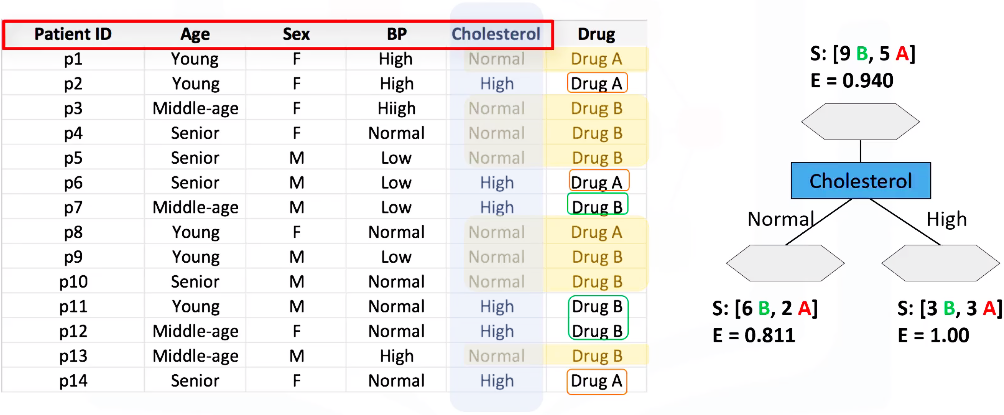 Patient ID Age Sex BP Cholesterol Drug
p1 Young F High Normal Drug A
p2 Young F High High Drug A
p3 Middle-age F Hiigh Normal Drug B
p4 Senior F Normal Normal Drug B
p5 Senior M Low Normal Drug B
p6 Senior M Low High Drug A
p7 Middle-age M Low High Drug B
p8 Young F Normal Normal Drug A
p9 Young M Low Normal Drug B
p10 Senior M Normal Normal Drug B
p11 Young M Normal High Drug B
p12 Middle-age F Normal High Drug B
p13 Middle-age M High Normal Drug B
p14 Senior F Normal High Drug A
S: [9 B, 5 A]
E = 0.940
Cholesterol
Normal High
S: [6 B, 2 A] S: [3 B, 3 A]
E = 0.811 E = 1.00